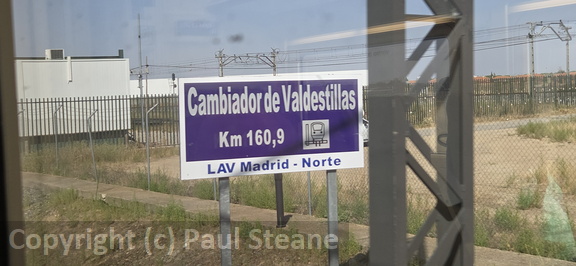 Cambiador de Valdestillas
Km 160,9
LAV Madrid - Norte
Copyright (c) Paul Steane